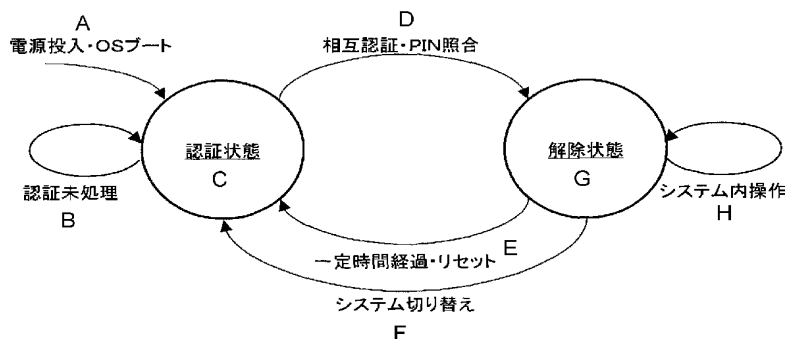 A
電源投入・OSブート
D
相互認証・PIN照合
認証状態
C
解除状態
G
認証未処理
B
システム内操作
H
一定時間経過・リセット
E
システム切り替え
F